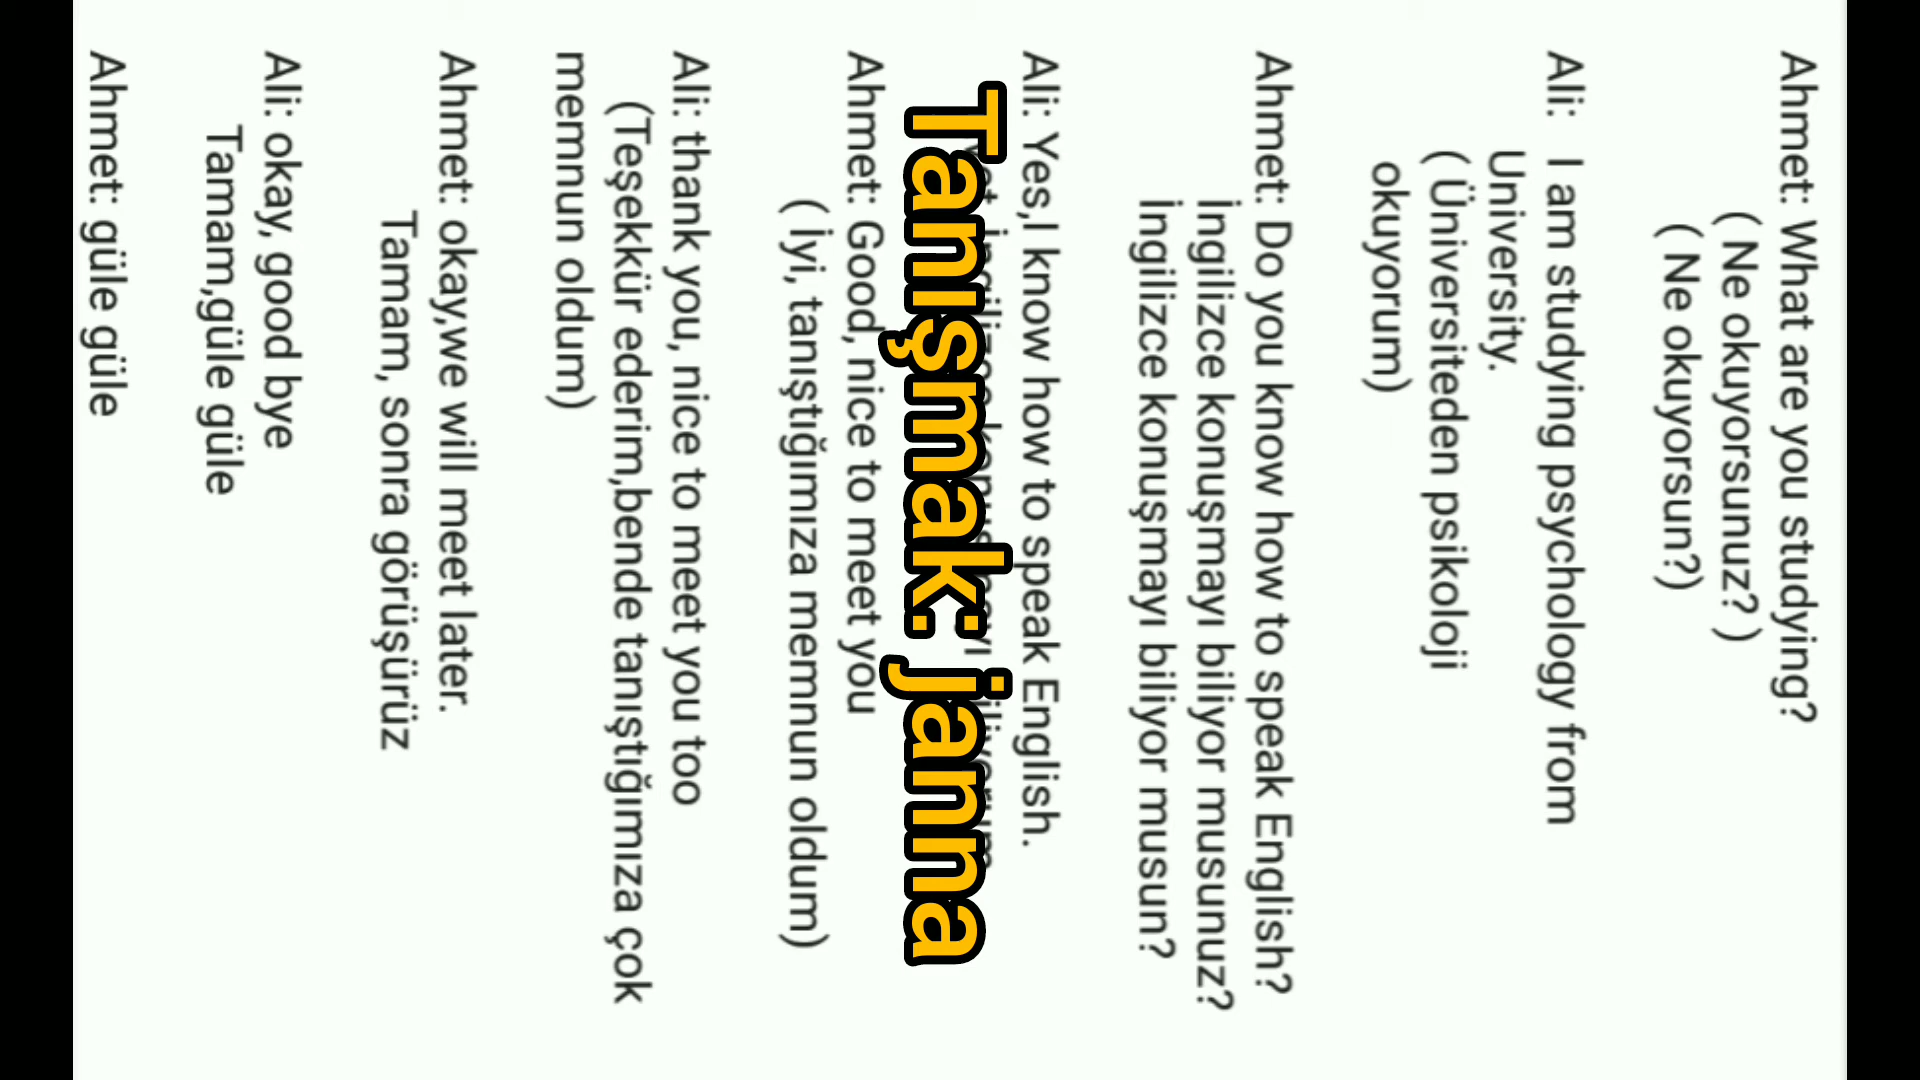 Ahmet: What are you studying?
( Ne okuyorsunuz? )
( Ne okuyorsun?)
Ali: I am studying psychology from
University.
( Üniversiteden psikoloji
okuyorum)
Ahmet: Do you know how to speak English?
İngilizce konuşmayı biliyor musunuz?
İngilizce konuşmayı biliyor musun?
Ali: Yes,I know how to speak English.
Tanışmak: janna
Ahmet: Good, nice to meet you
( İyi, tanıştığımıza memnun oldum)
Ali: thank you, nice to meet you too
(Teşekkür ederim,bende tanıştığımıza çok
memnun oldum)
Ahmet: okay,we will meet later.
Tamam, sonra görüşürüz
Ali: okay, good bye
Tamam,güle güle
Ahmet: güle güle